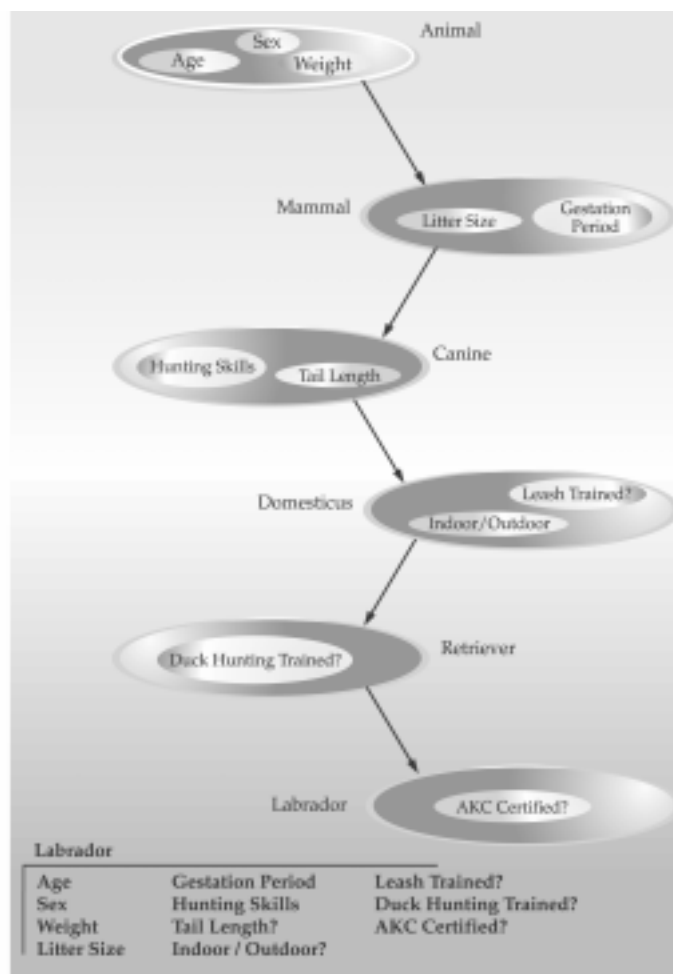 Animal
Sex
Age
Weight
Mammal
Litter Size
Gestation
Period
Canine
Hunting Skills
Tail Length
Domesticus
Leash Trained?
Indoor/Outdoor
Retriever
Duck Hunting Trained?
Labrador
AKC Certified?
Labrador
Age Gestation Period Leash Trained?
Sex Hunting Skills Duck Hunting Trained?
Weight Tail Length? AKC Certified?
Litter Size Indoor / Outdoor?